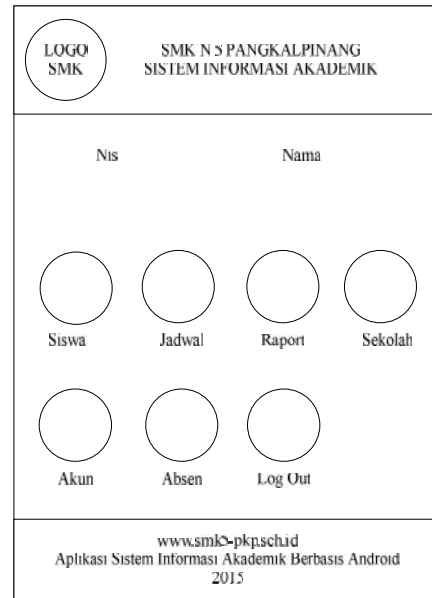 LOGO
SMK
SMK N 5 PANGKALPINANG
SISTEM INFORMASI AKADEMIK
Nis Nama
Siswa Jadwal Raport Sekolah
Akun Absen Log Out
www.smk5-pkp.sch.id
Aplikasi Sistem Informasi Akademik Berbasis Android
2015